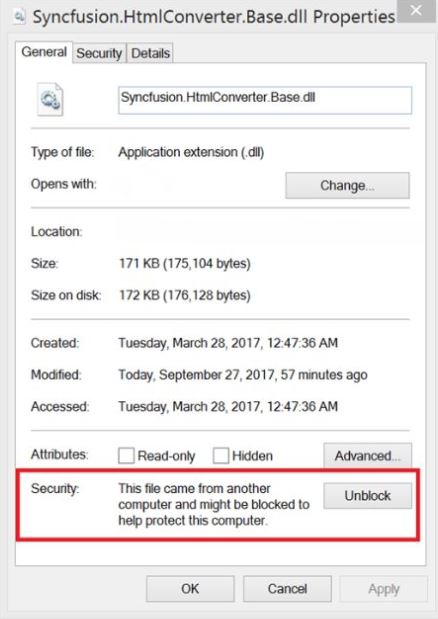 Syncfusion.HtmlConverter.Base.dll Properties
General Security Details
Syncfusion.HtmlConverter.Base.dll
Type of file: Application extension (.dll)
Opens with: Change...
Location:
Size: 171 KB (175,104 bytes)
Size on disk: 172 KB (176,128 bytes)
Created: Tuesday, March 28, 2017, 12:47:36 AM
Modified: Today, September 27, 2017, 57 minutes ago
Accessed: Tuesday, March 28, 2017, 12:47:36 AM
Attributes: Read-only Hidden Advanced...
Security: This file came from another
computer and might be blocked to Unblock
help protect this computer.
OK Cancel Apply